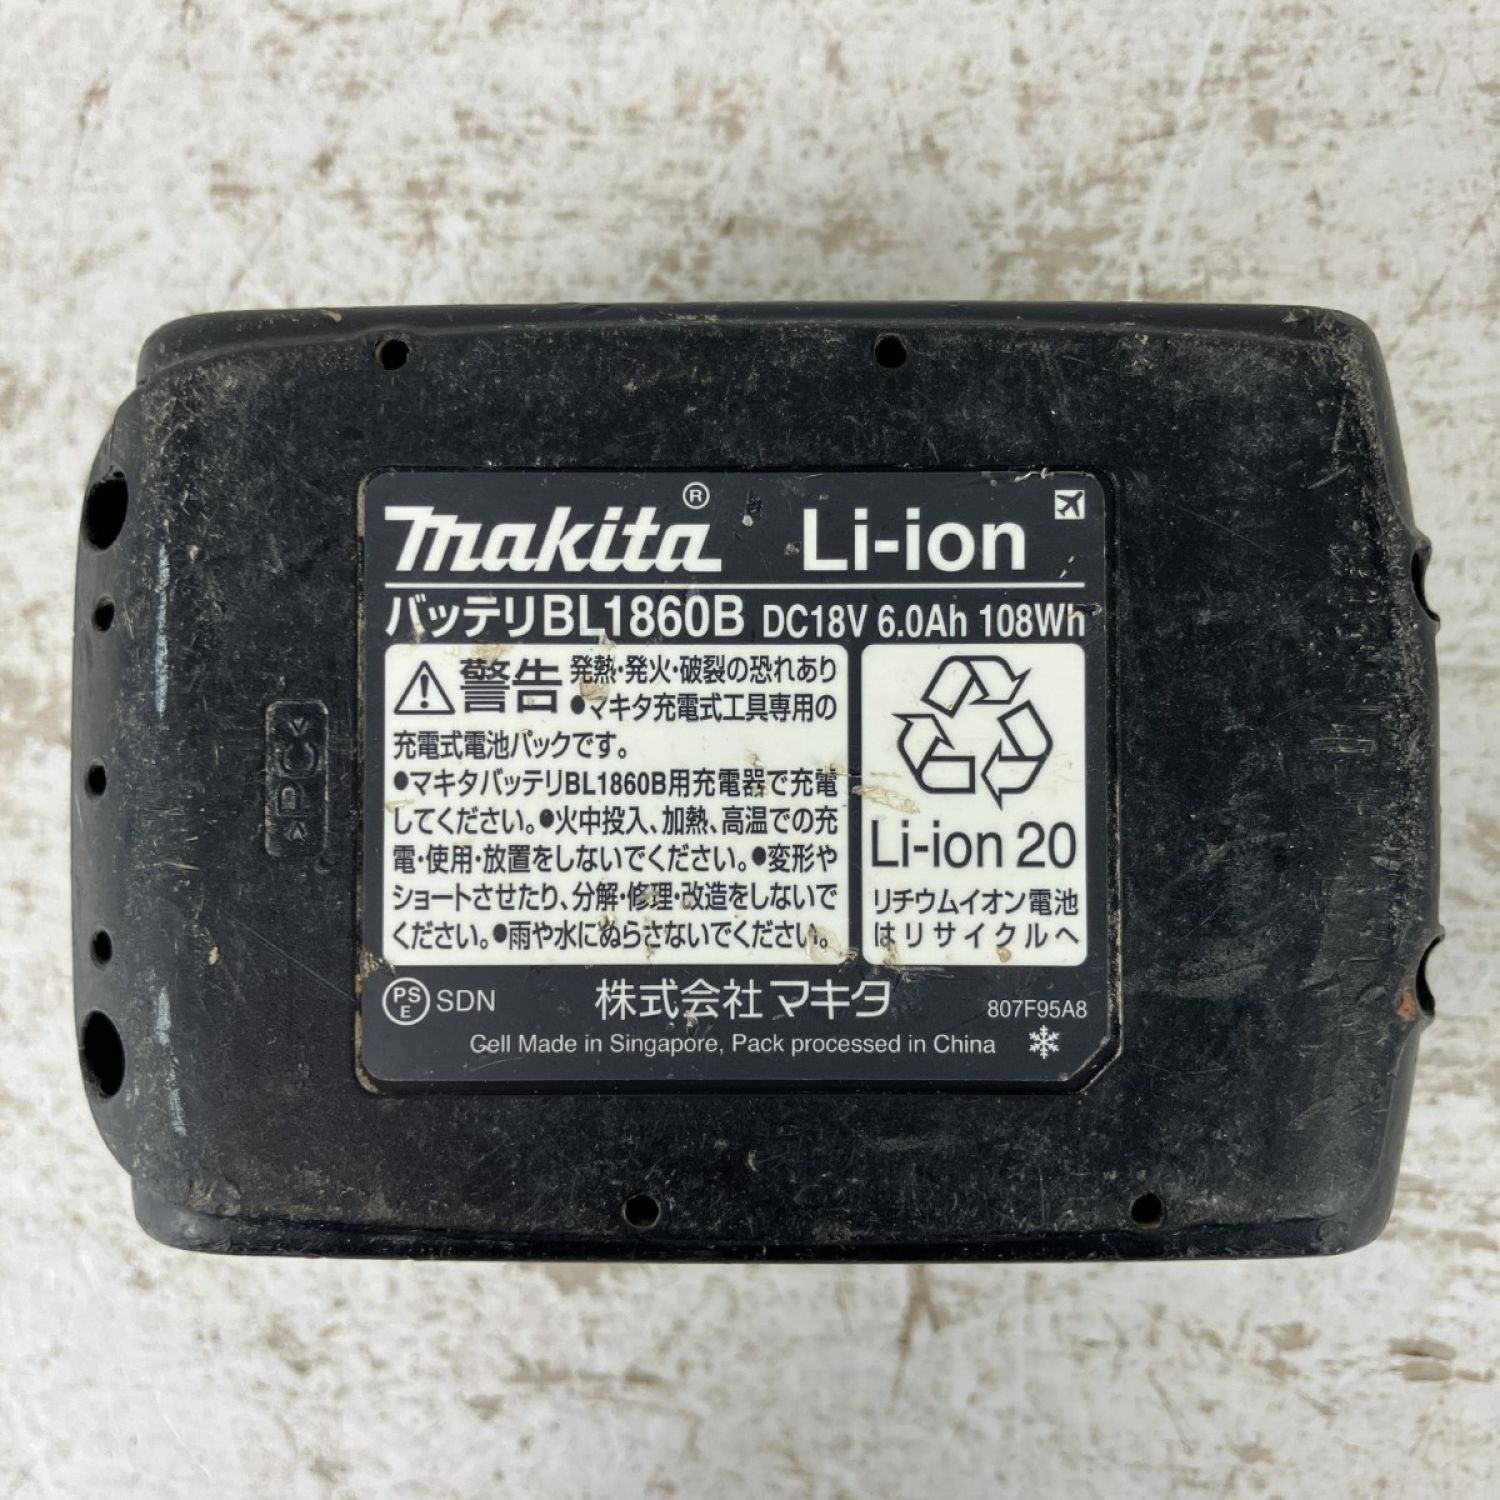 makita® Li-ion
バッテリBL1860B DC18V 6.0Ah 108Wh
警告 発熱・発火・破裂の恐れあり
●マキタ充電式工具専用の
充電式電池パックです。
●マキタバッテリBL1860B用充電器で充電
してください。●火中投入、加熱、高温での充
電・使用・放置をしないでください。●変形や
ショートさせたり、分解・修理・改造をしないで
ください。●雨や水にぬらさないでください。
Li-ion 20
リチウムイオン電池
はリサイクルへ
PS
E
SDN
株式会社マキタ
807F95A8
Cell Made in Singapore, Pack processed in China
>PC<